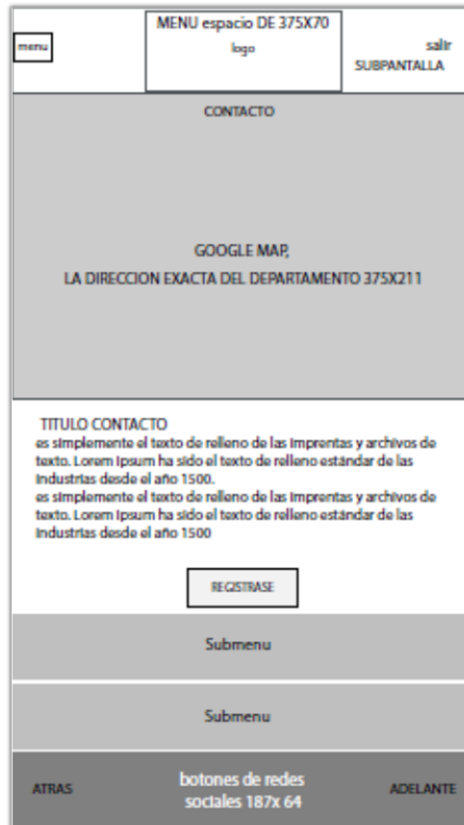 MENU espacio DE 375X70
menu
logo
salir
SUBPANTALLA
CONTACTO
GOOGLE MAP,
LA DIRECCION EXACTA DEL DEPARTAMENTO 375X211
TITULO CONTACTO
es simplemente el texto de relleno de las imprentas y archivos de
texto. Lorem Ipsum ha sido el texto de relleno estándar de las
industrias desde el año 1500.
es simplemente el texto de relleno de las imprentas y archivos de
texto. Lorem Ipsum ha sido el texto de relleno estándar de las
industrias desde el año 1500
REGISTRASE
Submenu
Submenu
ATRAS
botones de redes
sociales 187x 64
ADELANTE